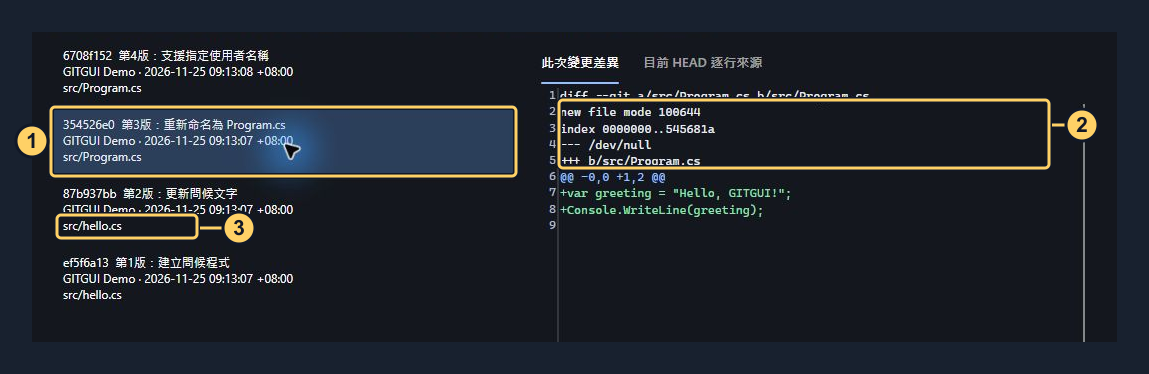 6708f152 第4版：支援指定使用者名稱
GITGUI Demo · 2026-11-25 09:13:08 +08:00
src/Program.cs
1
354526e0 第3版：重新命名為 Program.cs
GITGUI Demo · 2026-11-25 09:13:07 +08:00
src/Program.cs
87b937bb 第2版：更新問候文字
GITGUI Demo · 2026-11-25 09:13:07 +08:00
src/hello.cs
3
ef5f6a13 第1版：建立問候程式
GITGUI Demo · 2026-11-25 09:13:07 +08:00
src/hello.cs
此次變更差異 目前 HEAD 逐行來源
1 diff --git a/src/Program.cs b/src/Program.cs
2 new file mode 100644
3 index 0000000..545681a
4 --- /dev/null
5 +++ b/src/Program.cs
6 @@ -0,0 +1,2 @@
7 +var greeting = "Hello, GITGUI!";
8 +Console.WriteLine(greeting);
9
2